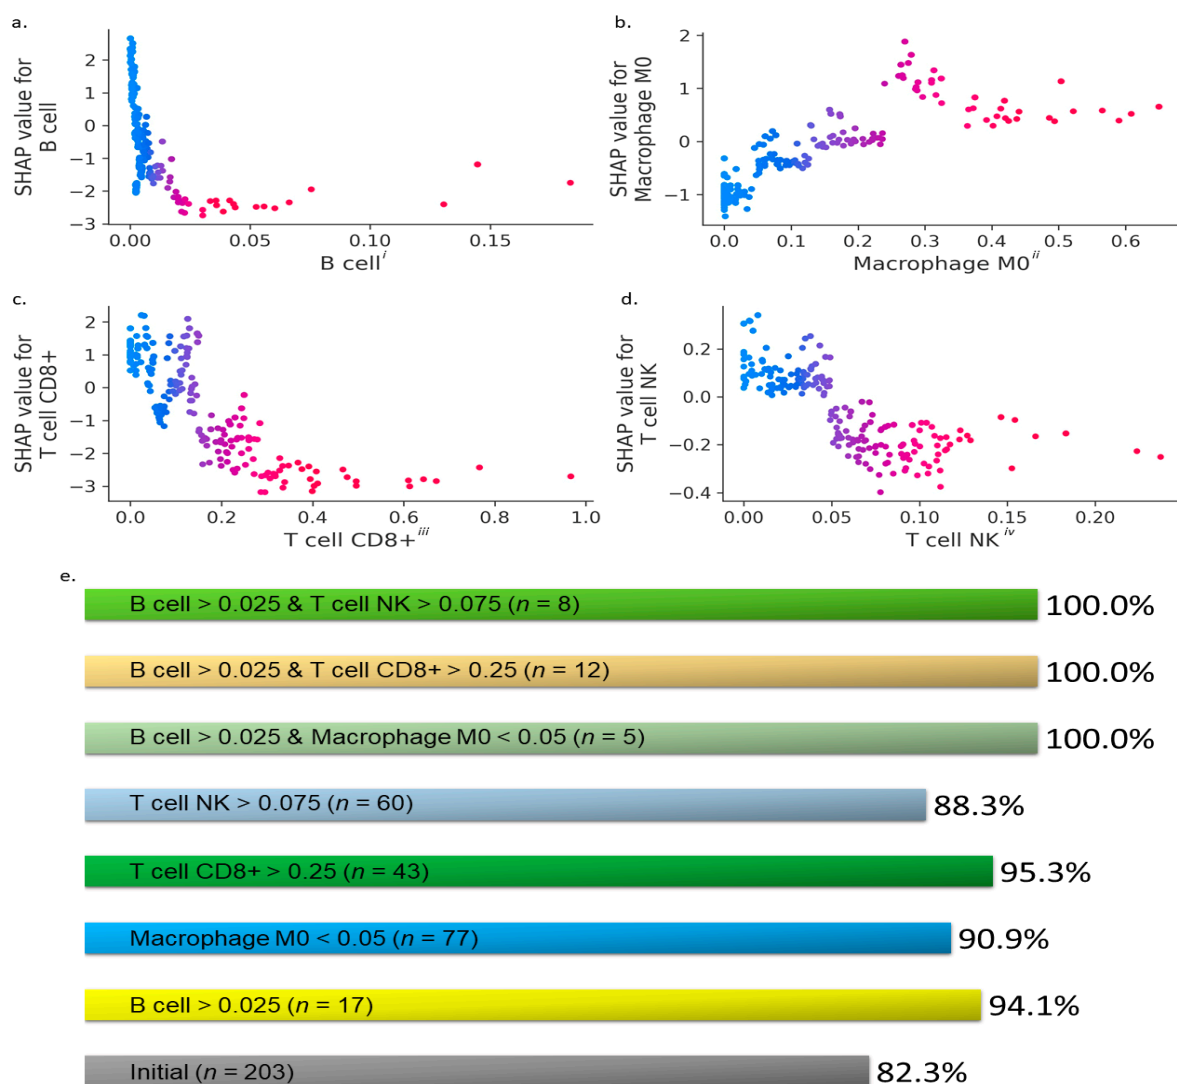 a.
SHAP value for
B cell
2
1
0
−1
−2
−3
0.00 0.05 0.10 0.15
B cell i
b.
SHAP value for
Macrophage M0
2
1
0
−1
0.0 0.1 0.2 0.3 0.4 0.5 0.6
Macrophage M0 ii
c.
SHAP value for
T cell CD8+
2
1
0
−1
−2
−3
0.0 0.2 0.4 0.6 0.8 1.0
T cell CD8+ iii
d.
SHAP value for
T cell NK
0.2
0.0
−0.2
−0.4
0.00 0.05 0.10 0.15 0.20
T cell NK iv
e.
B cell > 0.025 & T cell NK > 0.075 (n = 8) 100.0%
B cell > 0.025 & T cell CD8+ > 0.25 (n = 12) 100.0%
B cell > 0.025 & Macrophage M0 < 0.05 (n = 5) 100.0%
T cell NK > 0.075 (n = 60) 88.3%
T cell CD8+ > 0.25 (n = 43) 95.3%
Macrophage M0 < 0.05 (n = 77) 90.9%
B cell > 0.025 (n = 17) 94.1%
Initial (n = 203) 82.3%